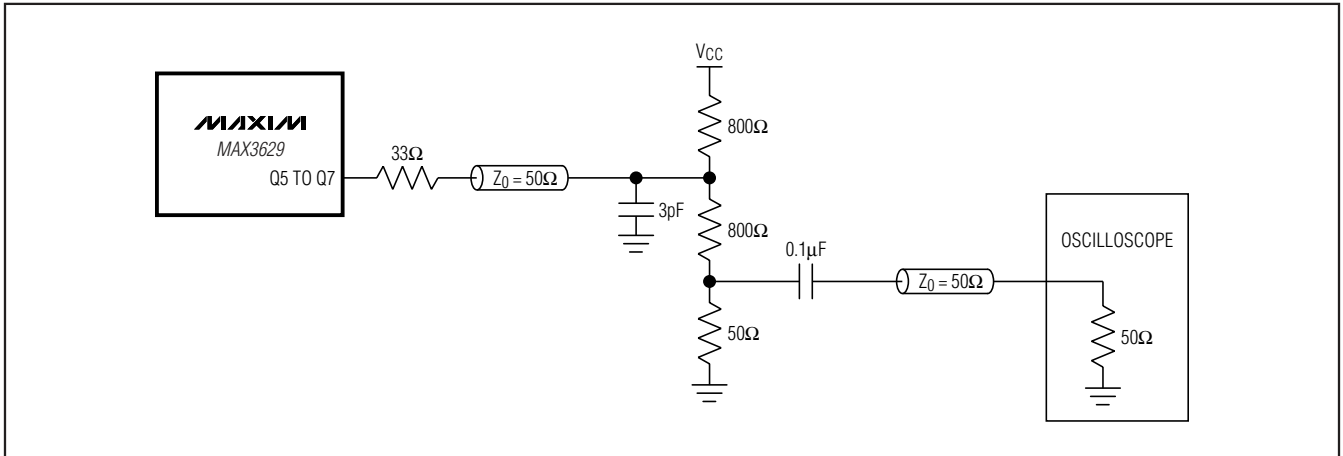 VCC
800Ω
MAXIM
MAX3629
Q5 TO Q7
33Ω
Z0 = 50Ω
3pF
800Ω
0.1μF
Z0 = 50Ω
50Ω
OSCILLOSCOPE
50Ω